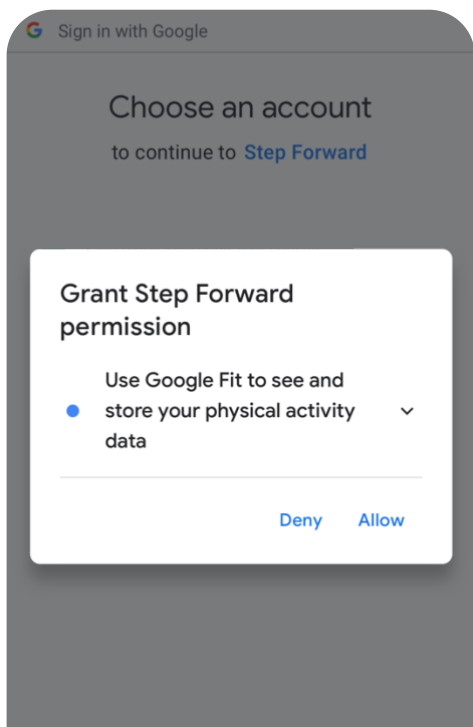 Sign in with Google
Choose an account
to continue to Step Forward
Grant Step Forward
permission
Use Google Fit to see and
store your physical activity
data
Deny Allow